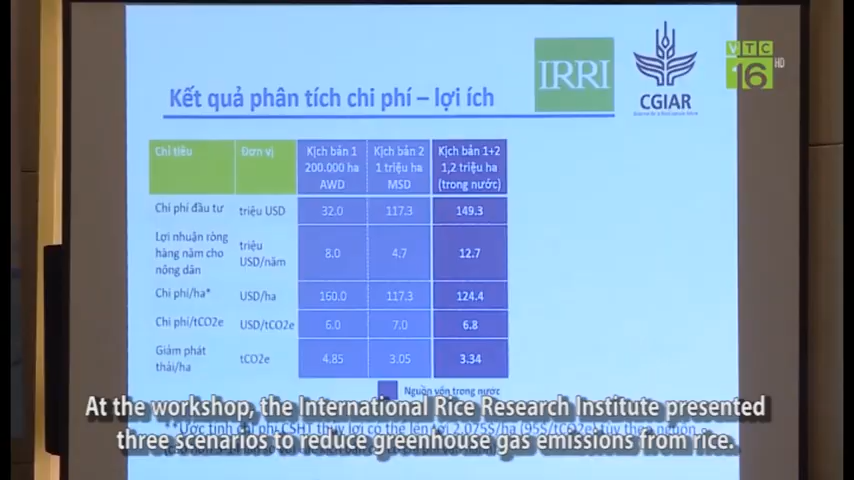 VTC
16 HD
IRRI
CGIAR
Kết quả phân tích chi phí – lợi ích
Chỉ tiêu
Đơn vị
Kịch bản 1
200.000 ha
AWD
Kịch bản 2
1 triệu ha
MSD
Kịch bản 1+2
1,2 triệu ha
(trong nước)
Chi phí đầu tư
triệu USD
32.0
117.3
149.3
Lợi nhuận ròng
hàng năm cho
nông dân
triệu
USD/năm
8.0
4.7
12.7
Chi phí/ha*
USD/ha
160.0
117.3
124.4
Chi phí/tCO2e
USD/tCO2e
6.0
7.0
6.8
Giảm phát
thải/ha
tCO2e
4.85
3.05
3.34
Nguồn vốn trong nước
At the workshop, the International Rice Research Institute presented
three scenarios to reduce greenhouse gas emissions from rice.